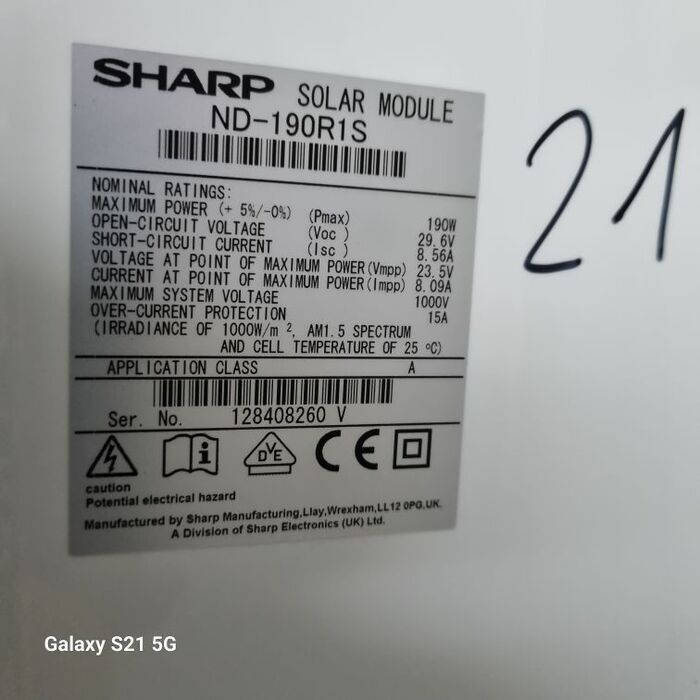 SHARP SOLAR MODULE
ND-190R1S
NOMINAL RATINGS:
MAXIMUM POWER (+ 5%/-0%) (Pmax) 190W
OPEN-CIRCUIT VOLTAGE (Voc ) 29.6V
SHORT-CIRCUIT CURRENT (Isc ) 8.56A
VOLTAGE AT POINT OF MAXIMUM POWER(Vmpp) 23.5V
CURRENT AT POINT OF MAXIMUM POWER(Impp) 8.09A
MAXIMUM SYSTEM VOLTAGE 1000V
OVER-CURRENT PROTECTION 15A
(IRRADIANCE OF 1000W/m ², AM1.5 SPECTRUM
AND CELL TEMPERATURE OF 25 ºC)
APPLICATION CLASS A
Ser. No. 128408260 V
DVE CE
caution
Potential electrical hazard
Manufactured by Sharp Manufacturing,Llay,Wrexham,LL12 0PG,UK.
A Division of Sharp Electronics (UK) Ltd.
21
Galaxy S21 5G